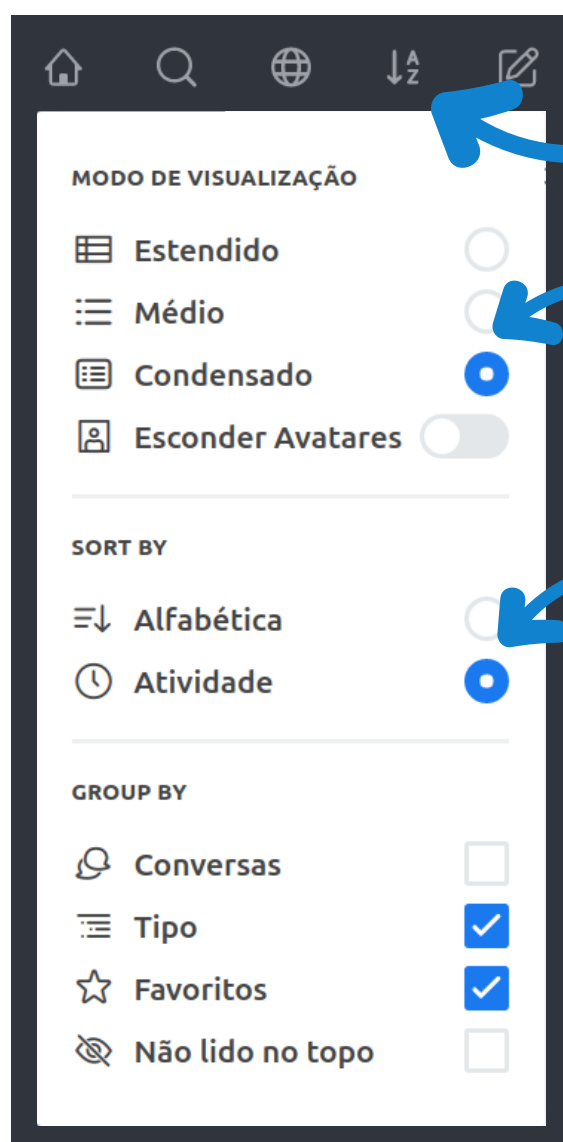 A
Z
MODO DE VISUALIZAÇÃO
Estendido
Médio
Condensado
Esconder Avatares
SORT BY
Alfabética
Atividade
GROUP BY
Conversas
Tipo
Favoritos
Não lido no topo